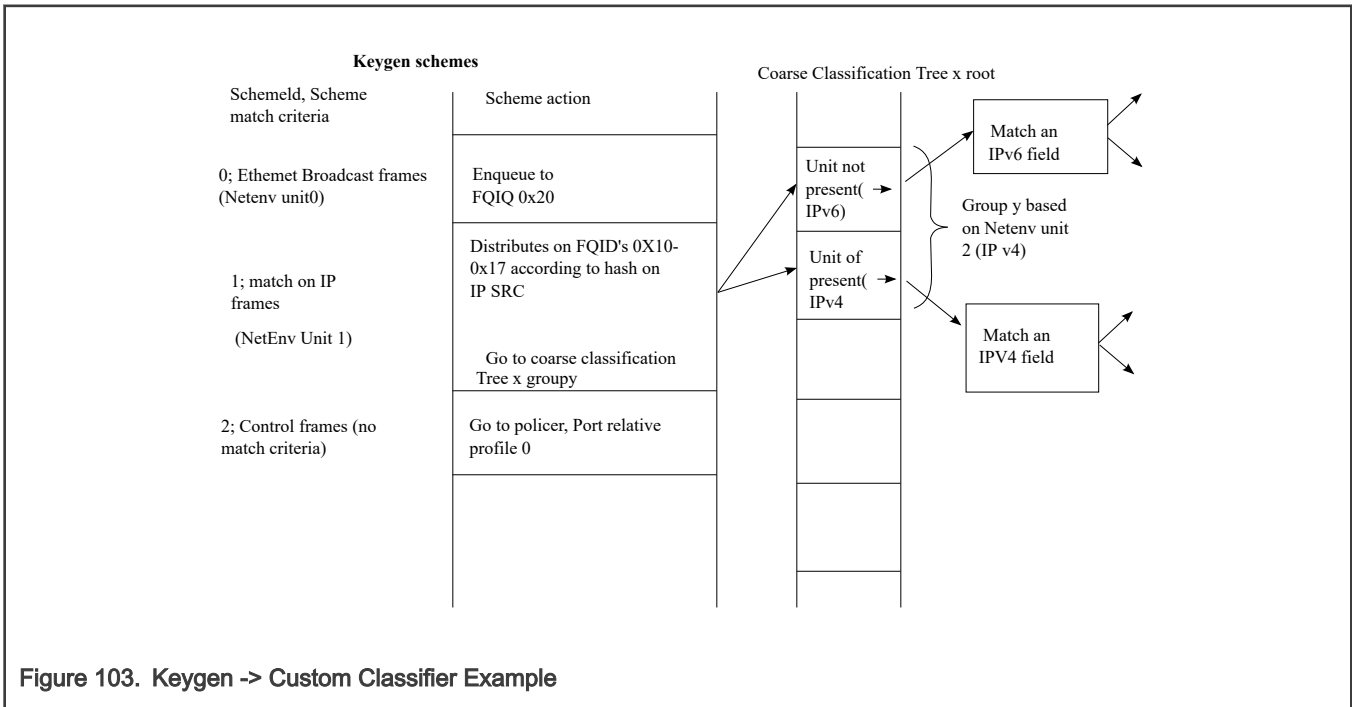 Keygen schemes
Coarse Classification Tree x root
SchemeId, Scheme
match criteria
Scheme action
0; Ethemet Broadcast frames
(Netenv unit0)
Enqueue to
FQIQ 0x20
1; match on IP
frames
(NetEnv Unit 1)
Distributes on FQID's 0X10-
0x17 according to hash on
IP SRC
Go to coarse classification
Tree x groupy
2; Control frames (no
match criteria)
Go to policer, Port relative
profile 0
Unit not
present(
IPv6)
Unit of
present(
IPv4
Match an
IPv6 field
Group y based
on Netenv unit
2 (IP v4)
Match an
IPV4 field
Figure 103. Keygen -> Custom Classifier Example